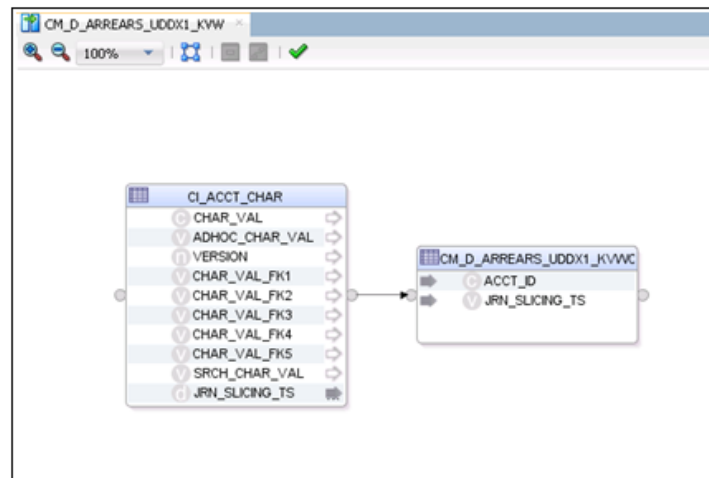 CM_D_ARREARS_UDDX1_KVW
100%
CI_ACCT_CHAR
C CHAR_VAL
V ADHOC_CHAR_VAL
n VERSION
V CHAR_VAL_FK1
V CHAR_VAL_FK2
V CHAR_VAL_FK3
V CHAR_VAL_FK4
V CHAR_VAL_FK5
V SRCH_CHAR_VAL
d JRN_SLICING_TS
CM_D_ARREARS_UDDX1_KVWC
C ACCT_ID
V JRN_SLICING_TS